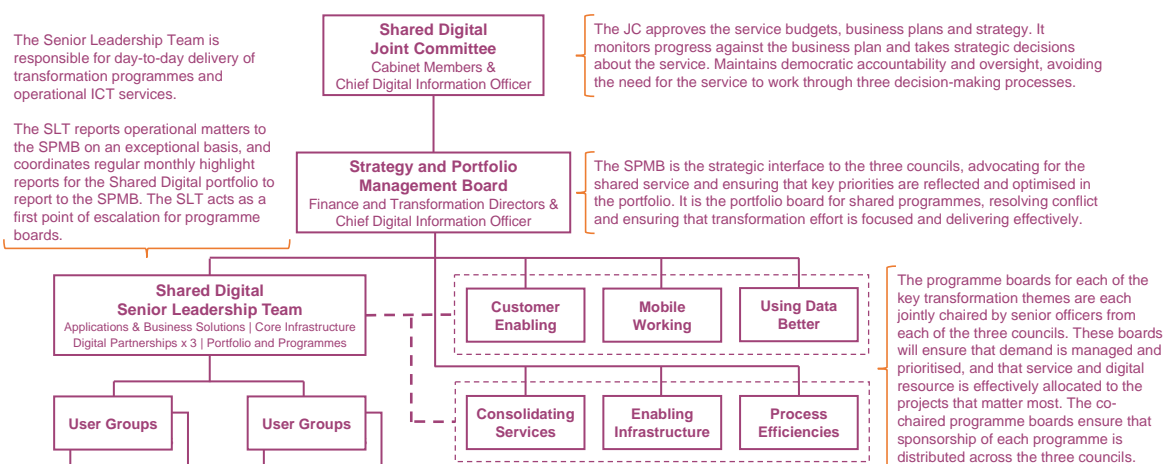 Shared Digital
Joint Committee
Cabinet Members &
Chief Digital Information Officer
The JC approves the service budgets, business plans and strategy. It
monitors progress against the business plan and takes strategic decisions
about the service. Maintains democratic accountability and oversight, avoiding
the need for the service to work through three decision-making processes.
The Senior Leadership Team is
responsible for day-to-day delivery of
transformation programmes and
operational ICT services.
The SLT reports operational matters to
the SPMB on an exceptional basis, and
coordinates regular monthly highlight
reports for the Shared Digital portfolio to
report to the SPMB. The SLT acts as a
first point of escalation for programme
boards.
Strategy and Portfolio
Management Board
Finance and Transformation Directors &
Chief Digital Information Officer
The SPMB is the strategic interface to the three councils, advocating for the
shared service and ensuring that key priorities are reflected and optimised in
the portfolio. It is the portfolio board for shared programmes, resolving conflict
and ensuring that transformation effort is focused and delivering effectively.
Shared Digital
Senior Leadership Team
Applications & Business Solutions | Core Infrastructure
Digital Partnerships x 3 | Portfolio and Programmes
Customer
Enabling
Mobile
Working
Using Data
Better
The programme boards for each of the
key transformation themes are each
jointly chaired by senior officers from
each of the three councils. These boards
will ensure that demand is managed and
prioritised, and that service and digital
resource is effectively allocated to the
projects that matter most. The co-
chaired programme boards ensure that
sponsorship of each programme is
distributed across the three councils.
User Groups
User Groups
Consolidating
Services
Enabling
Infrastructure
Process
Efficiencies